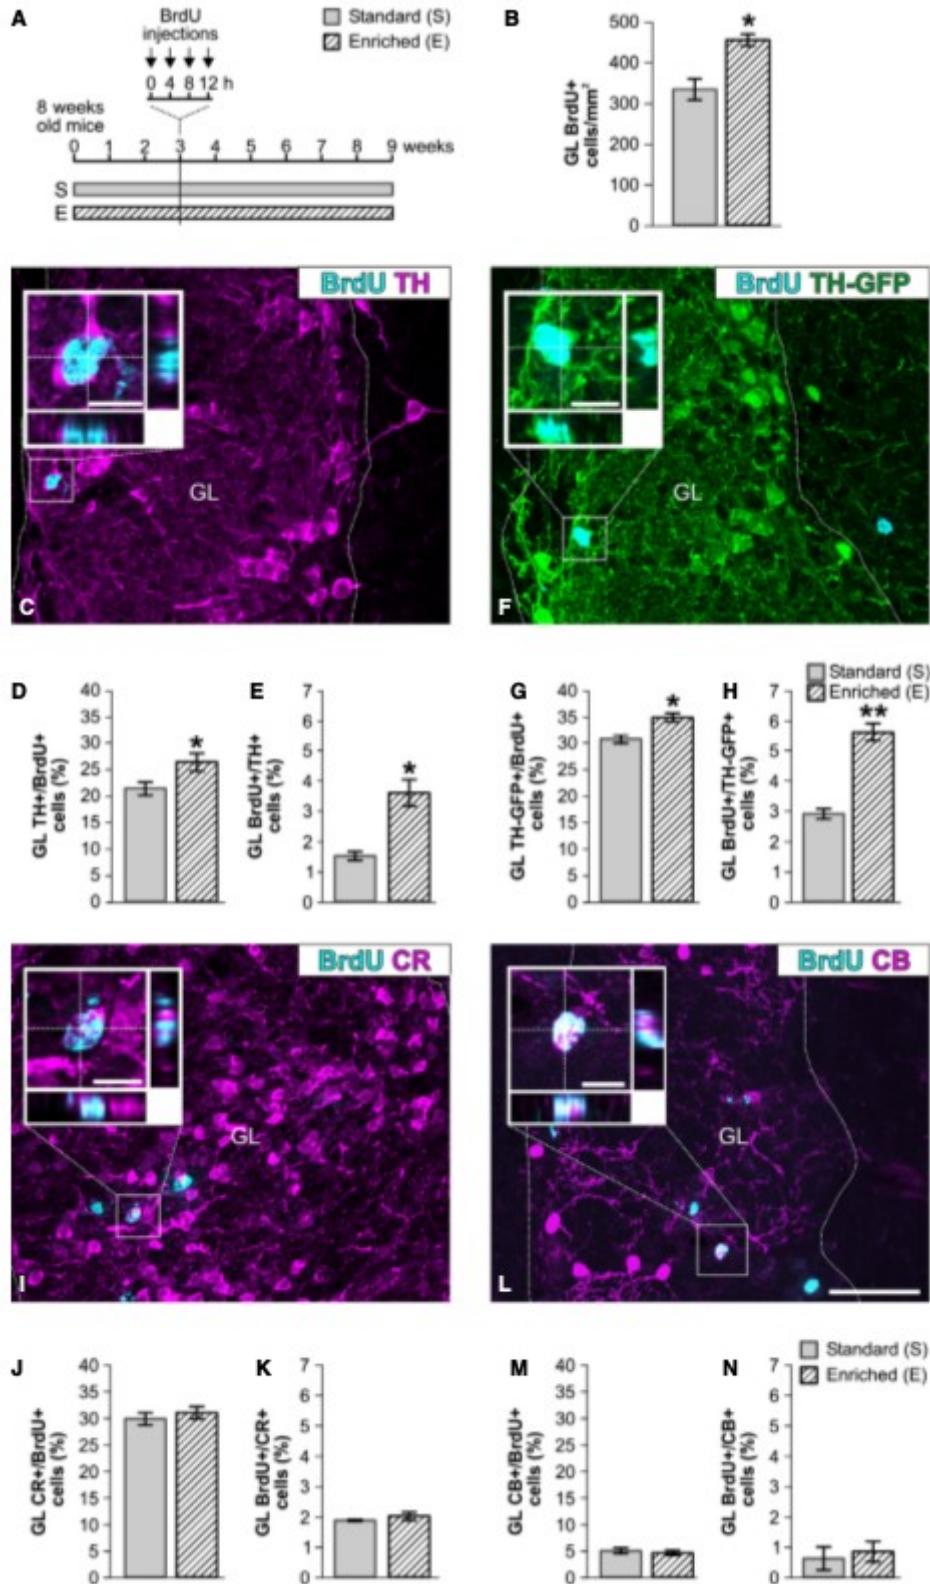 A
BrdU
injections
0 4 8 12 h
8 weeks
old mice
0 1 2 3 4 5 6 7 8 9 weeks
S
E
Standard (S)
Enriched (E)
B
GL BrdU+
cells/mm²
500
400
300
200
100
0
*
BrdU TH
GL
C
BrdU TH-GFP
GL
F
D
GL TH+/BrdU+
cells (%)
40
35
30
25
20
15
10
5
0
*
E
GL BrdU+/TH+
cells (%)
7
6
5
4
3
2
1
0
*
G
GL TH-GFP+/BrdU+
cells (%)
40
35
30
25
20
15
10
5
0
*
H
Standard (S)
Enriched (E)
GL BrdU+/TH-GFP+
cells (%)
7
6
5
4
3
2
1
0
**
BrdU CR
GL
I
BrdU CB
GL
L
J
GL CR+/BrdU+
cells (%)
40
35
30
25
20
15
10
5
0
K
GL BrdU+/CR+
cells (%)
7
6
5
4
3
2
1
0
M
GL CB+/BrdU+
cells (%)
40
35
30
25
20
15
10
5
0
N
Standard (S)
Enriched (E)
GL BrdU+/CB+
cells (%)
7
6
5
4
3
2
1
0